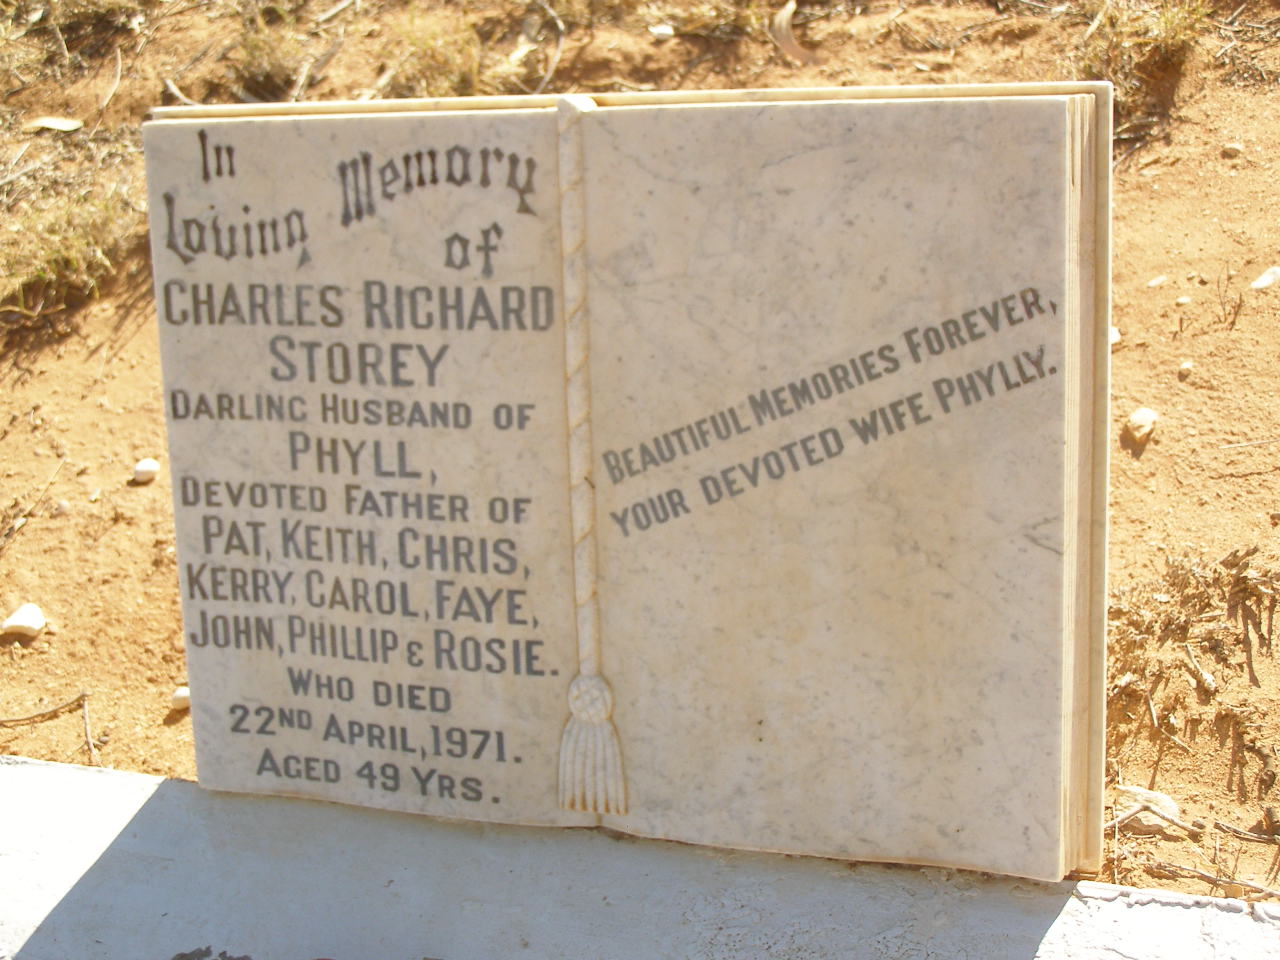 In
Loving Memory
of
CHARLES RICHARD
STOREY
DARLING HUSBAND OF
PHYLL,
DEVOTED FATHER OF
PAT, KEITH, CHRIS,
KERRY, CAROL, FAYE,
JOHN, PHILLIP & ROSIE.
WHO DIED
22ND APRIL, 1971.
AGED 49 YRS.
BEAUTIFUL MEMORIES FOREVER,
YOUR DEVOTED WIFE PHYLLY.